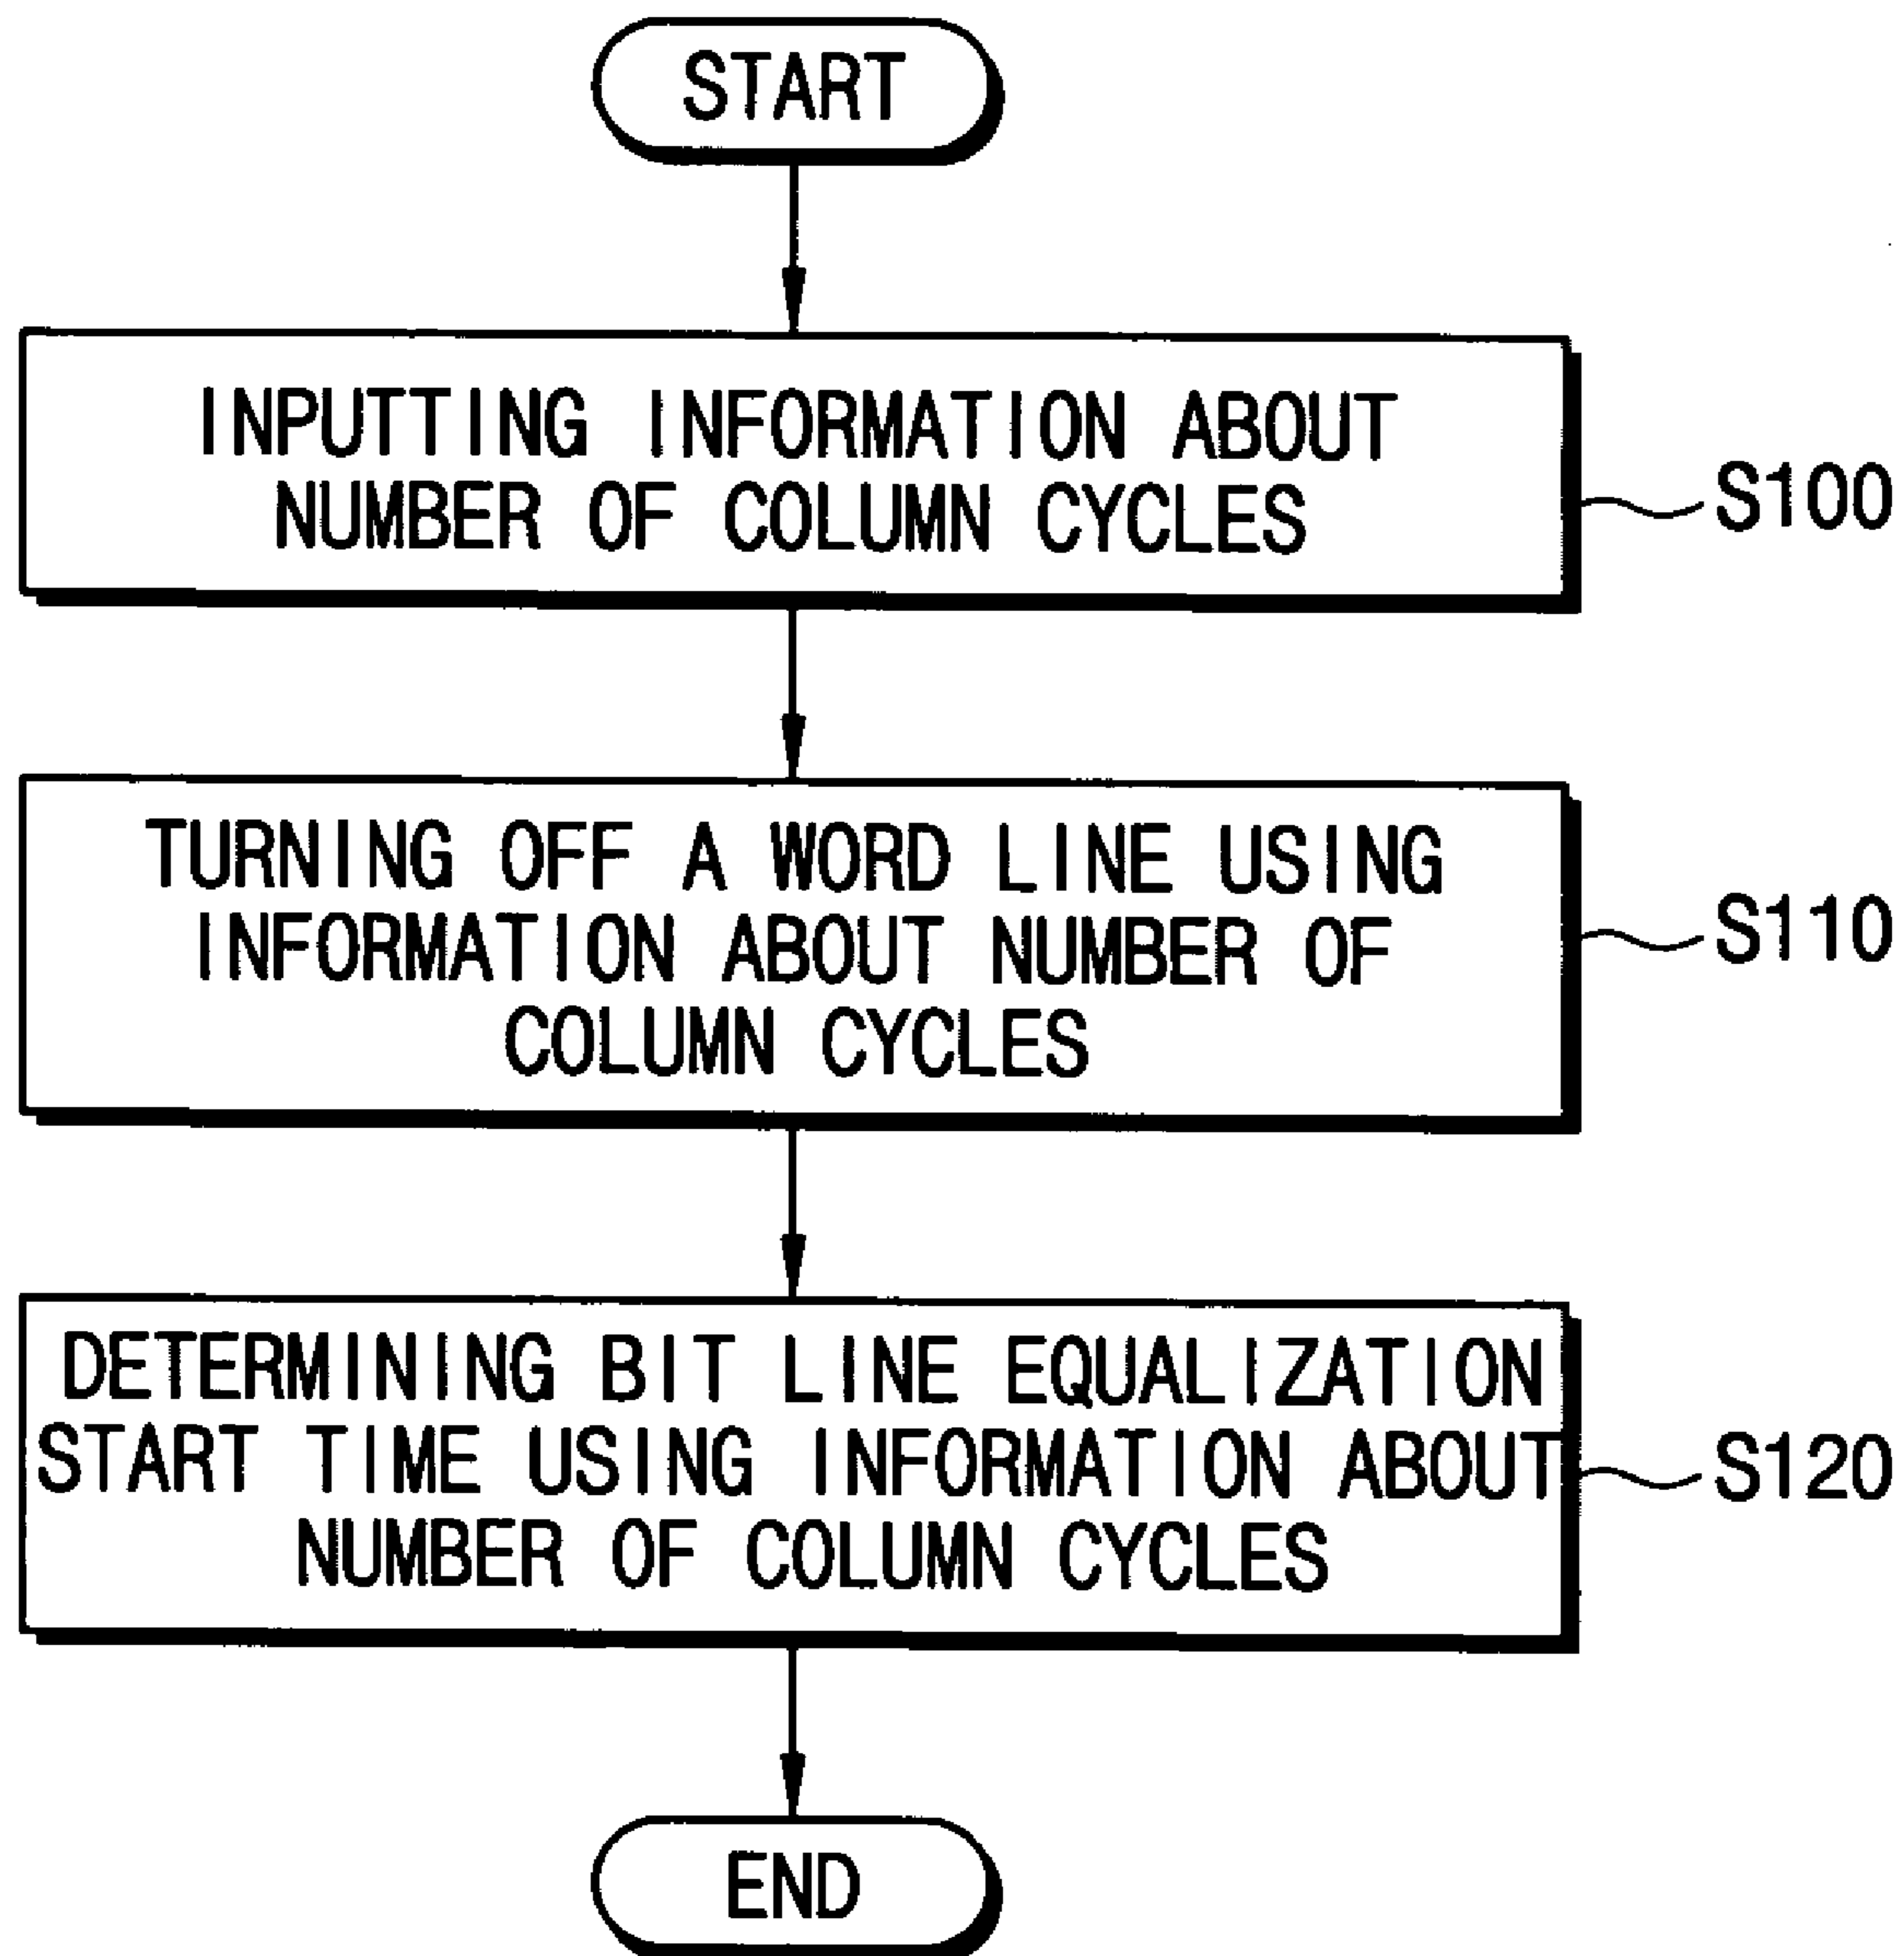 START
INPUTTING INFORMATION ABOUT
NUMBER OF COLUMN CYCLES
S100
TURNING OFF A WORD LINE USING
INFORMATION ABOUT NUMBER OF
COLUMN CYCLES
S110
DETERMINING BIT LINE EQUALIZATION
START TIME USING INFORMATION ABOUT
NUMBER OF COLUMN CYCLES
S120
END